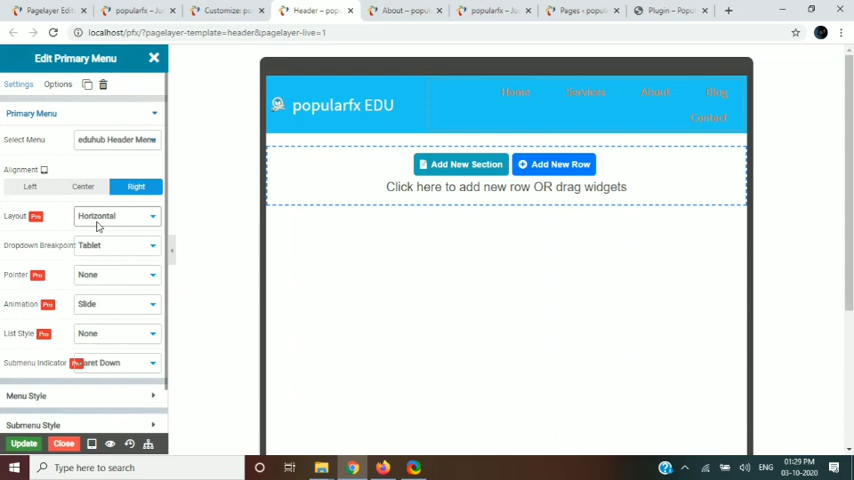 Pagelayer Edit
popularfx – Ju
Customize: po
Header – pop
About – popul
popularfx – Ju
Pages ‹ popul
Plugin – Popu
localhost/pfx/?pagelayer-template=header&pagelayer-live=1
Edit Primary Menu
Settings Options
Primary Menu
Select Menu eduhub Header Menu
Alignment
Left Center Right
Layout Pro Horizontal
Dropdown Breakpoint Tablet
Pointer Pro None
Animation Pro Slide
List Style Pro None
Submenu Indicator Pro Caret Down
Menu Style
Submenu Style
Update Close
popularfx EDU
Home Services About Blog
Contact
Add New Section Add New Row
Click here to add new row OR drag widgets
Type here to search
ENG
01:29 PM
03-10-2020